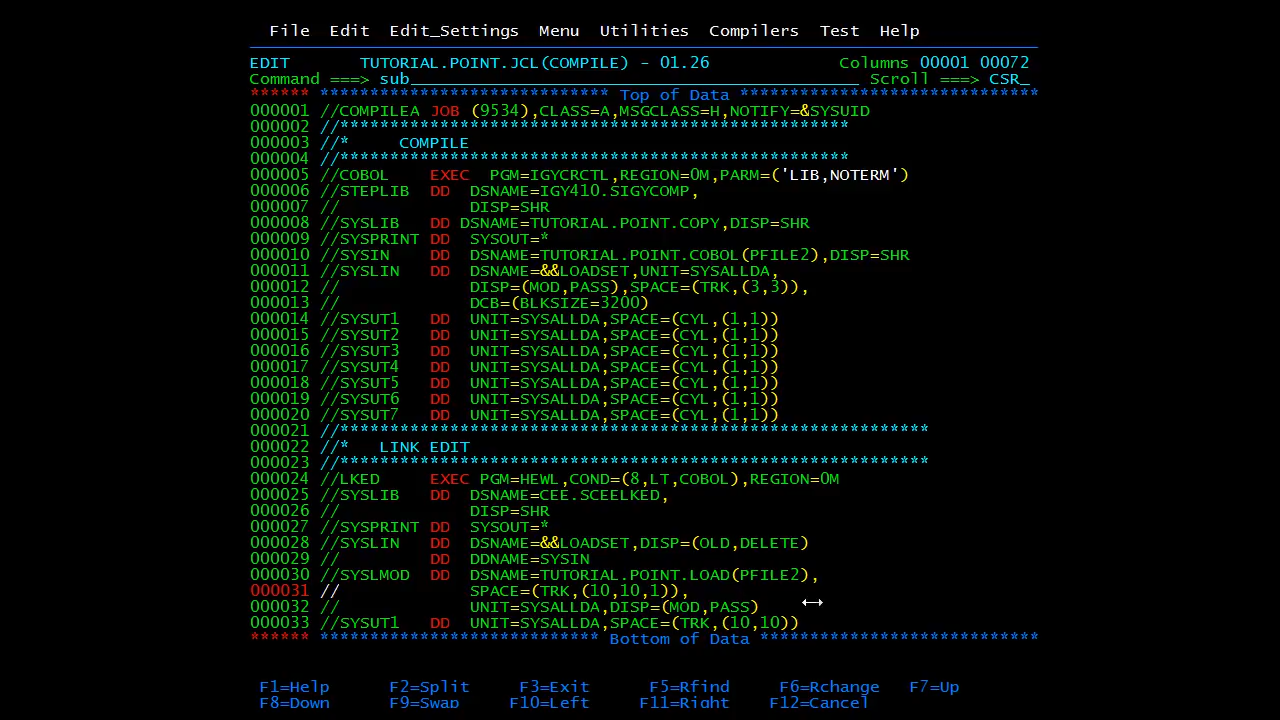 File Edit Edit_Settings Menu Utilities Compilers Test Help
EDIT TUTORIAL.POINT.JCL(COMPILE) - 01.26 Columns 00001 00072
Command ===> sub________________________________________________ Scroll ===> CSR_
****** ***************************** Top of Data ******************************
000001 //COMPILEA JOB (9534),CLASS=A,MSGCLASS=H,NOTIFY=&SYSUID
000002 //***************************************************
000003 //*     COMPILE
000004 //***************************************************
000005 //COBOL    EXEC  PGM=IGYCRCTL,REGION=0M,PARM=('LIB,NOTERM')
000006 //STEPLIB  DD  DSNAME=IGY410.SIGYCOMP,
000007 //             DISP=SHR
000008 //SYSLIB   DD DSNAME=TUTORIAL.POINT.COPY,DISP=SHR
000009 //SYSPRINT DD  SYSOUT=*
000010 //SYSIN    DD  DSNAME=TUTORIAL.POINT.COBOL(PFILE2),DISP=SHR
000011 //SYSLIN   DD  DSNAME=&&LOADSET,UNIT=SYSALLDA,
000012 //             DISP=(MOD,PASS),SPACE=(TRK,(3,3)),
000013 //             DCB=(BLKSIZE=3200)
000014 //SYSUT1   DD  UNIT=SYSALLDA,SPACE=(CYL,(1,1))
000015 //SYSUT2   DD  UNIT=SYSALLDA,SPACE=(CYL,(1,1))
000016 //SYSUT3   DD  UNIT=SYSALLDA,SPACE=(CYL,(1,1))
000017 //SYSUT4   DD  UNIT=SYSALLDA,SPACE=(CYL,(1,1))
000018 //SYSUT5   DD  UNIT=SYSALLDA,SPACE=(CYL,(1,1))
000019 //SYSUT6   DD  UNIT=SYSALLDA,SPACE=(CYL,(1,1))
000020 //SYSUT7   DD  UNIT=SYSALLDA,SPACE=(CYL,(1,1))
000021 //***********************************************************
000022 //*   LINK EDIT
000023 //***********************************************************
000024 //LKED     EXEC PGM=HEWL,COND=(8,LT,COBOL),REGION=0M
000025 //SYSLIB   DD  DSNAME=CEE.SCEELKED,
000026 //             DISP=SHR
000027 //SYSPRINT DD  SYSOUT=*
000028 //SYSLIN   DD  DSNAME=&&LOADSET,DISP=(OLD,DELETE)
000029 //         DD  DDNAME=SYSIN
000030 //SYSLMOD  DD  DSNAME=TUTORIAL.POINT.LOAD(PFILE2),
000031 //             SPACE=(TRK,(10,10,1)),
000032 //             UNIT=SYSALLDA,DISP=(MOD,PASS)
000033 //SYSUT1   DD  UNIT=SYSALLDA,SPACE=(TRK,(10,10))
****** **************************** Bottom of Data ****************************
F1=Help F2=Split F3=Exit F5=Rfind F6=Rchange F7=Up
F8=Down F9=Swap F10=Left F11=Right F12=Cancel